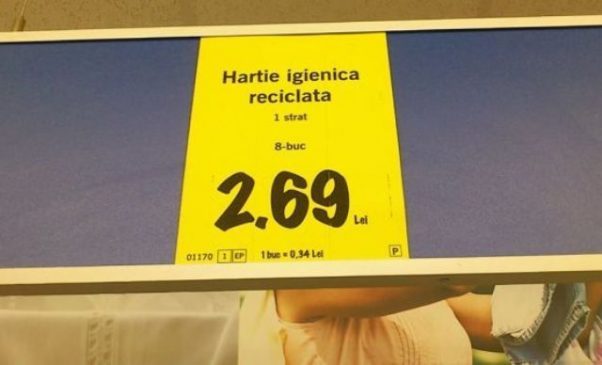 Hartie igienica
reciclata
1 strat
8-buc
2.69 Lei
01170 1 EP 1 buc = 0,34 Lei P